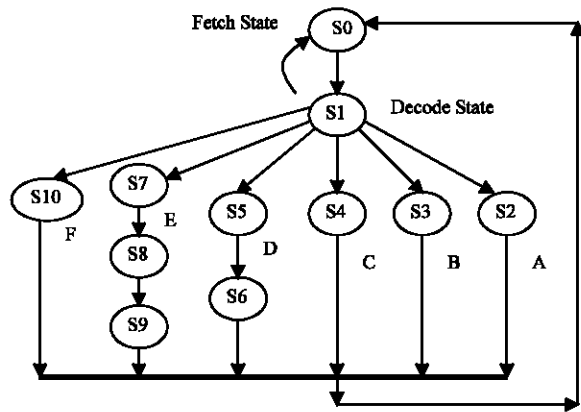 Fetch State
S0
S1
Decode State
S10
S7
S5
S4
S3
S2
F
E
D
C
B
A
S8
S6
S9